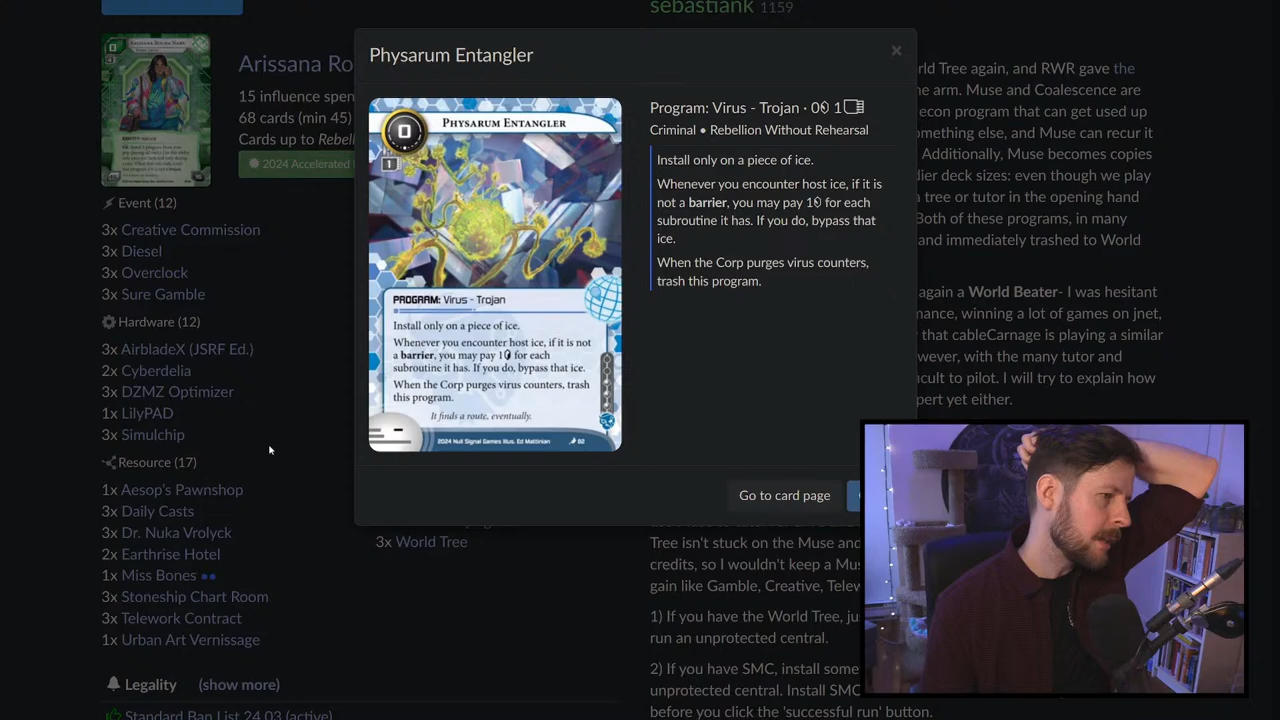 sebastiank 1159
Arissana Ro
15 influence spen
68 cards (min 45)
Cards up to Rebel
2024 Accelerated
Event (12)
3x Creative Commission
3x Diesel
3x Overclock
3x Sure Gamble
Hardware (12)
3x AirbladeX (JSRF Ed.)
2x Cyberdelia
3x DZMZ Optimizer
1x LilyPAD
3x Simulchip
Resource (17)
1x Aesop's Pawnshop
3x Daily Casts
3x Dr. Nuka Vrolyck
2x Earthrise Hotel
1x Miss Bones
3x Stoneship Chart Room
3x Telework Contract
1x Urban Art Vernissage
Legality (show more)
Standard Ban List 24.03 (active)
3x World Tree
Physarum Entangler
×
0
PHYSARUM ENTANGLER
1
PROGRAM: Virus - Trojan
Install only on a piece of ice.
Whenever you encounter host ice, if it is not
a barrier, you may pay 1 for each
subroutine it has. If you do, bypass that ice.
When the Corp purges virus counters, trash
this program.
It finds a route, eventually.
2024 Null Signal Games Illus. Ed Mattinian
82
Program: Virus - Trojan · 0 1
Criminal • Rebellion Without Rehearsal
Install only on a piece of ice.
Whenever you encounter host ice, if it is
not a barrier, you may pay 1 for each
subroutine it has. If you do, bypass that
ice.
When the Corp purges virus counters,
trash this program.
Go to card page
rld Tree again, and RWR gave the
he arm. Muse and Coalescence are
econ program that can get used up
omething else, and Muse can recur it
Additionally, Muse becomes copies
lier deck sizes: even though we play
tree or tutor in the opening hand
Both of these programs, in many
and immediately trashed to World
again a World Beater- I was hesitant
mance, winning a lot of games on jnet,
that cableCarnage is playing a similar
owever, with the many tutor and
icult to pilot. I will try to explain how
pert yet either.
Tree isn't stuck on the Muse and
credits, so I wouldn't keep a Mus
gain like Gamble, Creative, Telew
1) If you have the World Tree, jus
run an unprotected central.
2) If you have SMC, install some
unprotected central. Install SMC
before you click the 'successful run' button.